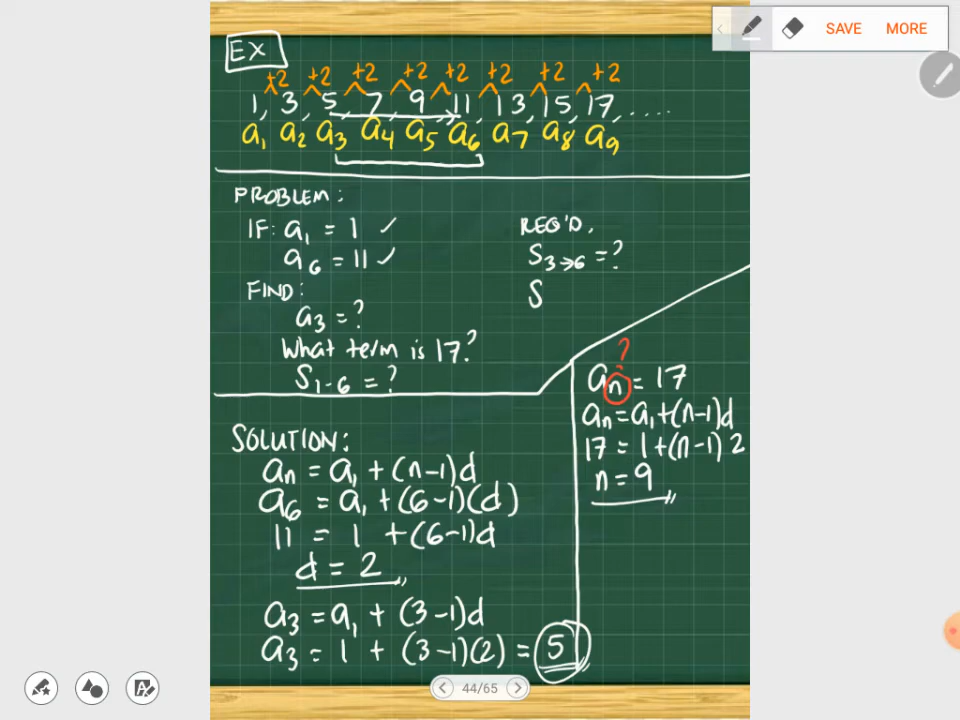 SAVE MORE
EX
+2 +2 +2 +2 +2 +2 +2 +2
1, 3, 5, 7, 9, 11, 13, 15, 17, ....
a₁ a₂ a₃ a₄ a₅ a₆ a₇ a₈ a₉
PROBLEM:
IF: a₁ = 1 ✓
a₆ = 11 ✓
FIND:
a₃ = ?
What term is 17?
S₁₋₆ = ?
REQ'D.
S₃→₆ = ?
S
SOLUTION:
aₙ = a₁ + (n-1)d
a₆ = a₁ + (6-1)(d)
11 = 1 + (6-1)d
d = 2
a₃ = a₁ + (3-1)d
a₃ = 1 + (3-1)(2) = 5
?
aₙ = 17
aₙ = a₁ + (n-1)d
17 = 1 + (n-1) 2
n = 9
44/65